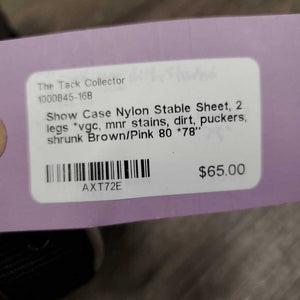 The Tack Collector
1000845-168
Show Case Nylon Stable Sheet, 2
legs *vgc, mnr stains, dirt, puckers,
shrunk Brown/Pink 80 *78"
AXT72E
$65.00